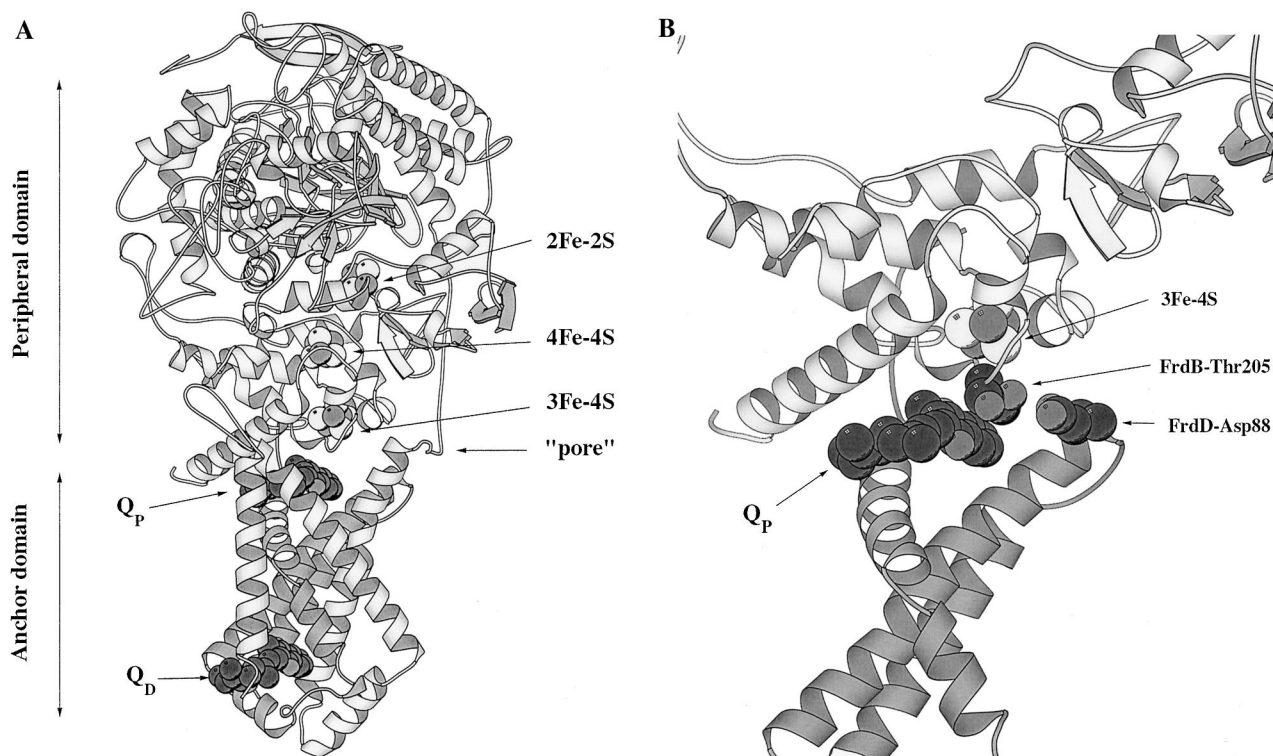 A
Peripheral domain
Anchor domain
2Fe-2S
4Fe-4S
3Fe-4S
"pore"
QP
QD
B
3Fe-4S
FrdB-Thr205
FrdD-Asp88
QP